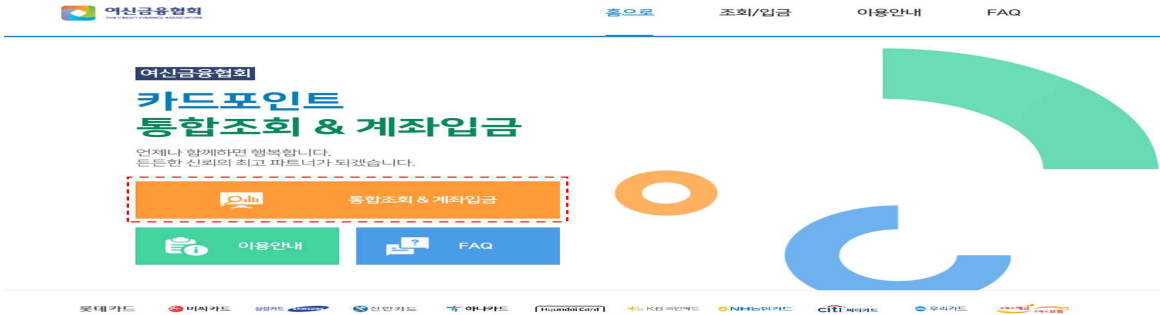 여신금융협회
THE CREDIT FINANCE ASSOCIATION
홈으로 조회/입금 이용안내 FAQ
여신금융협회
카드포인트
통합조회 & 계좌입금
언제나 함께하면 행복합니다.
든든한 신뢰의 최고 파트너가 되겠습니다.
통합조회 & 계좌입금
이용안내 FAQ
롯데카드 비씨카드 삼성카드 SAMSUNG 신한카드 하나카드 Hyundai Card KB국민카드 NH농협카드 citi 씨티카드 우리카드